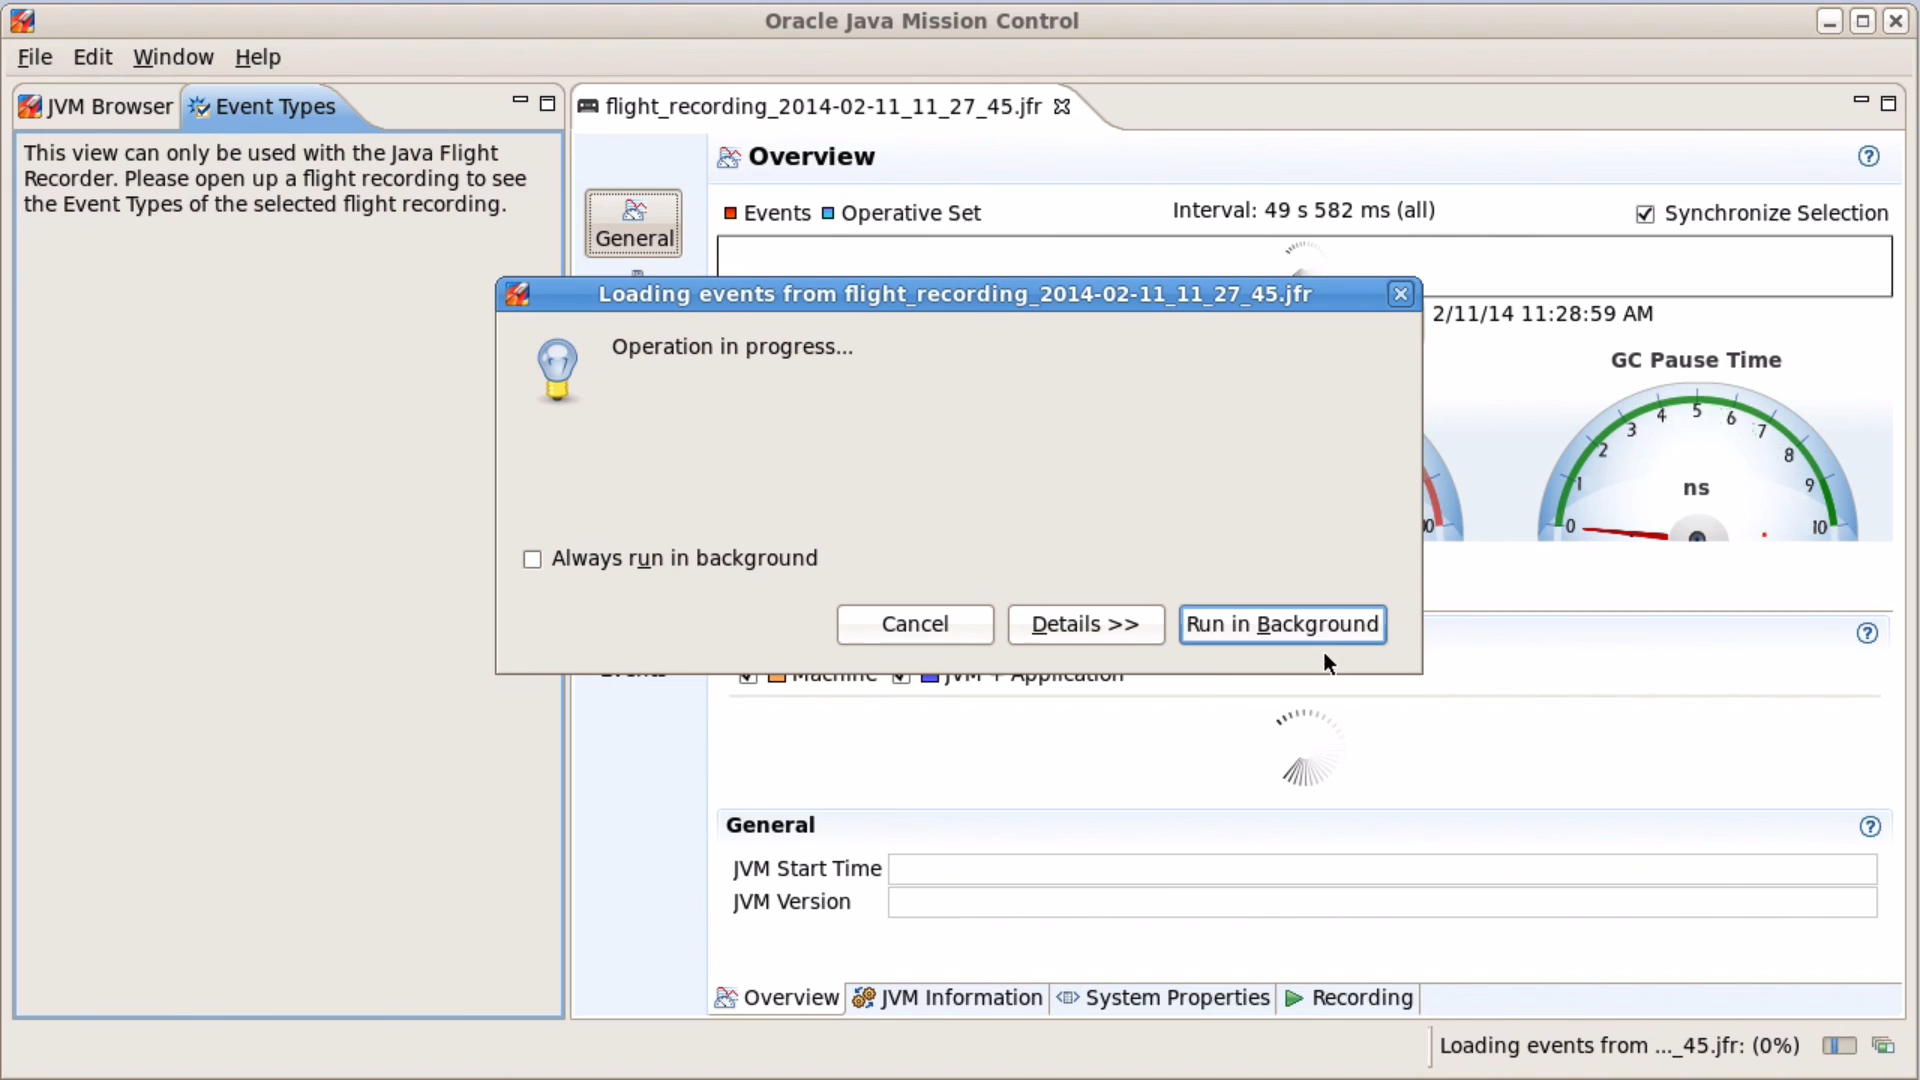 Oracle Java Mission Control
File Edit Window Help
JVM Browser Event Types
flight_recording_2014-02-11_11_27_45.jfr
This view can only be used with the Java Flight
Recorder. Please open up a flight recording to see
the Event Types of the selected flight recording.
General
Overview
Events Operative Set Interval: 49 s 582 ms (all) Synchronize Selection
Loading events from flight_recording_2014-02-11_11_27_45.jfr
2/11/14 11:28:59 AM
Operation in progress...
GC Pause Time
0 1 2 3 4 5 6 7 8 9 10
ns
Always run in background
Cancel Details >> Run in Background
Machine JVM + Application
General
JVM Start Time
JVM Version
Overview JVM Information System Properties Recording
Loading events from ..._45.jfr: (0%)